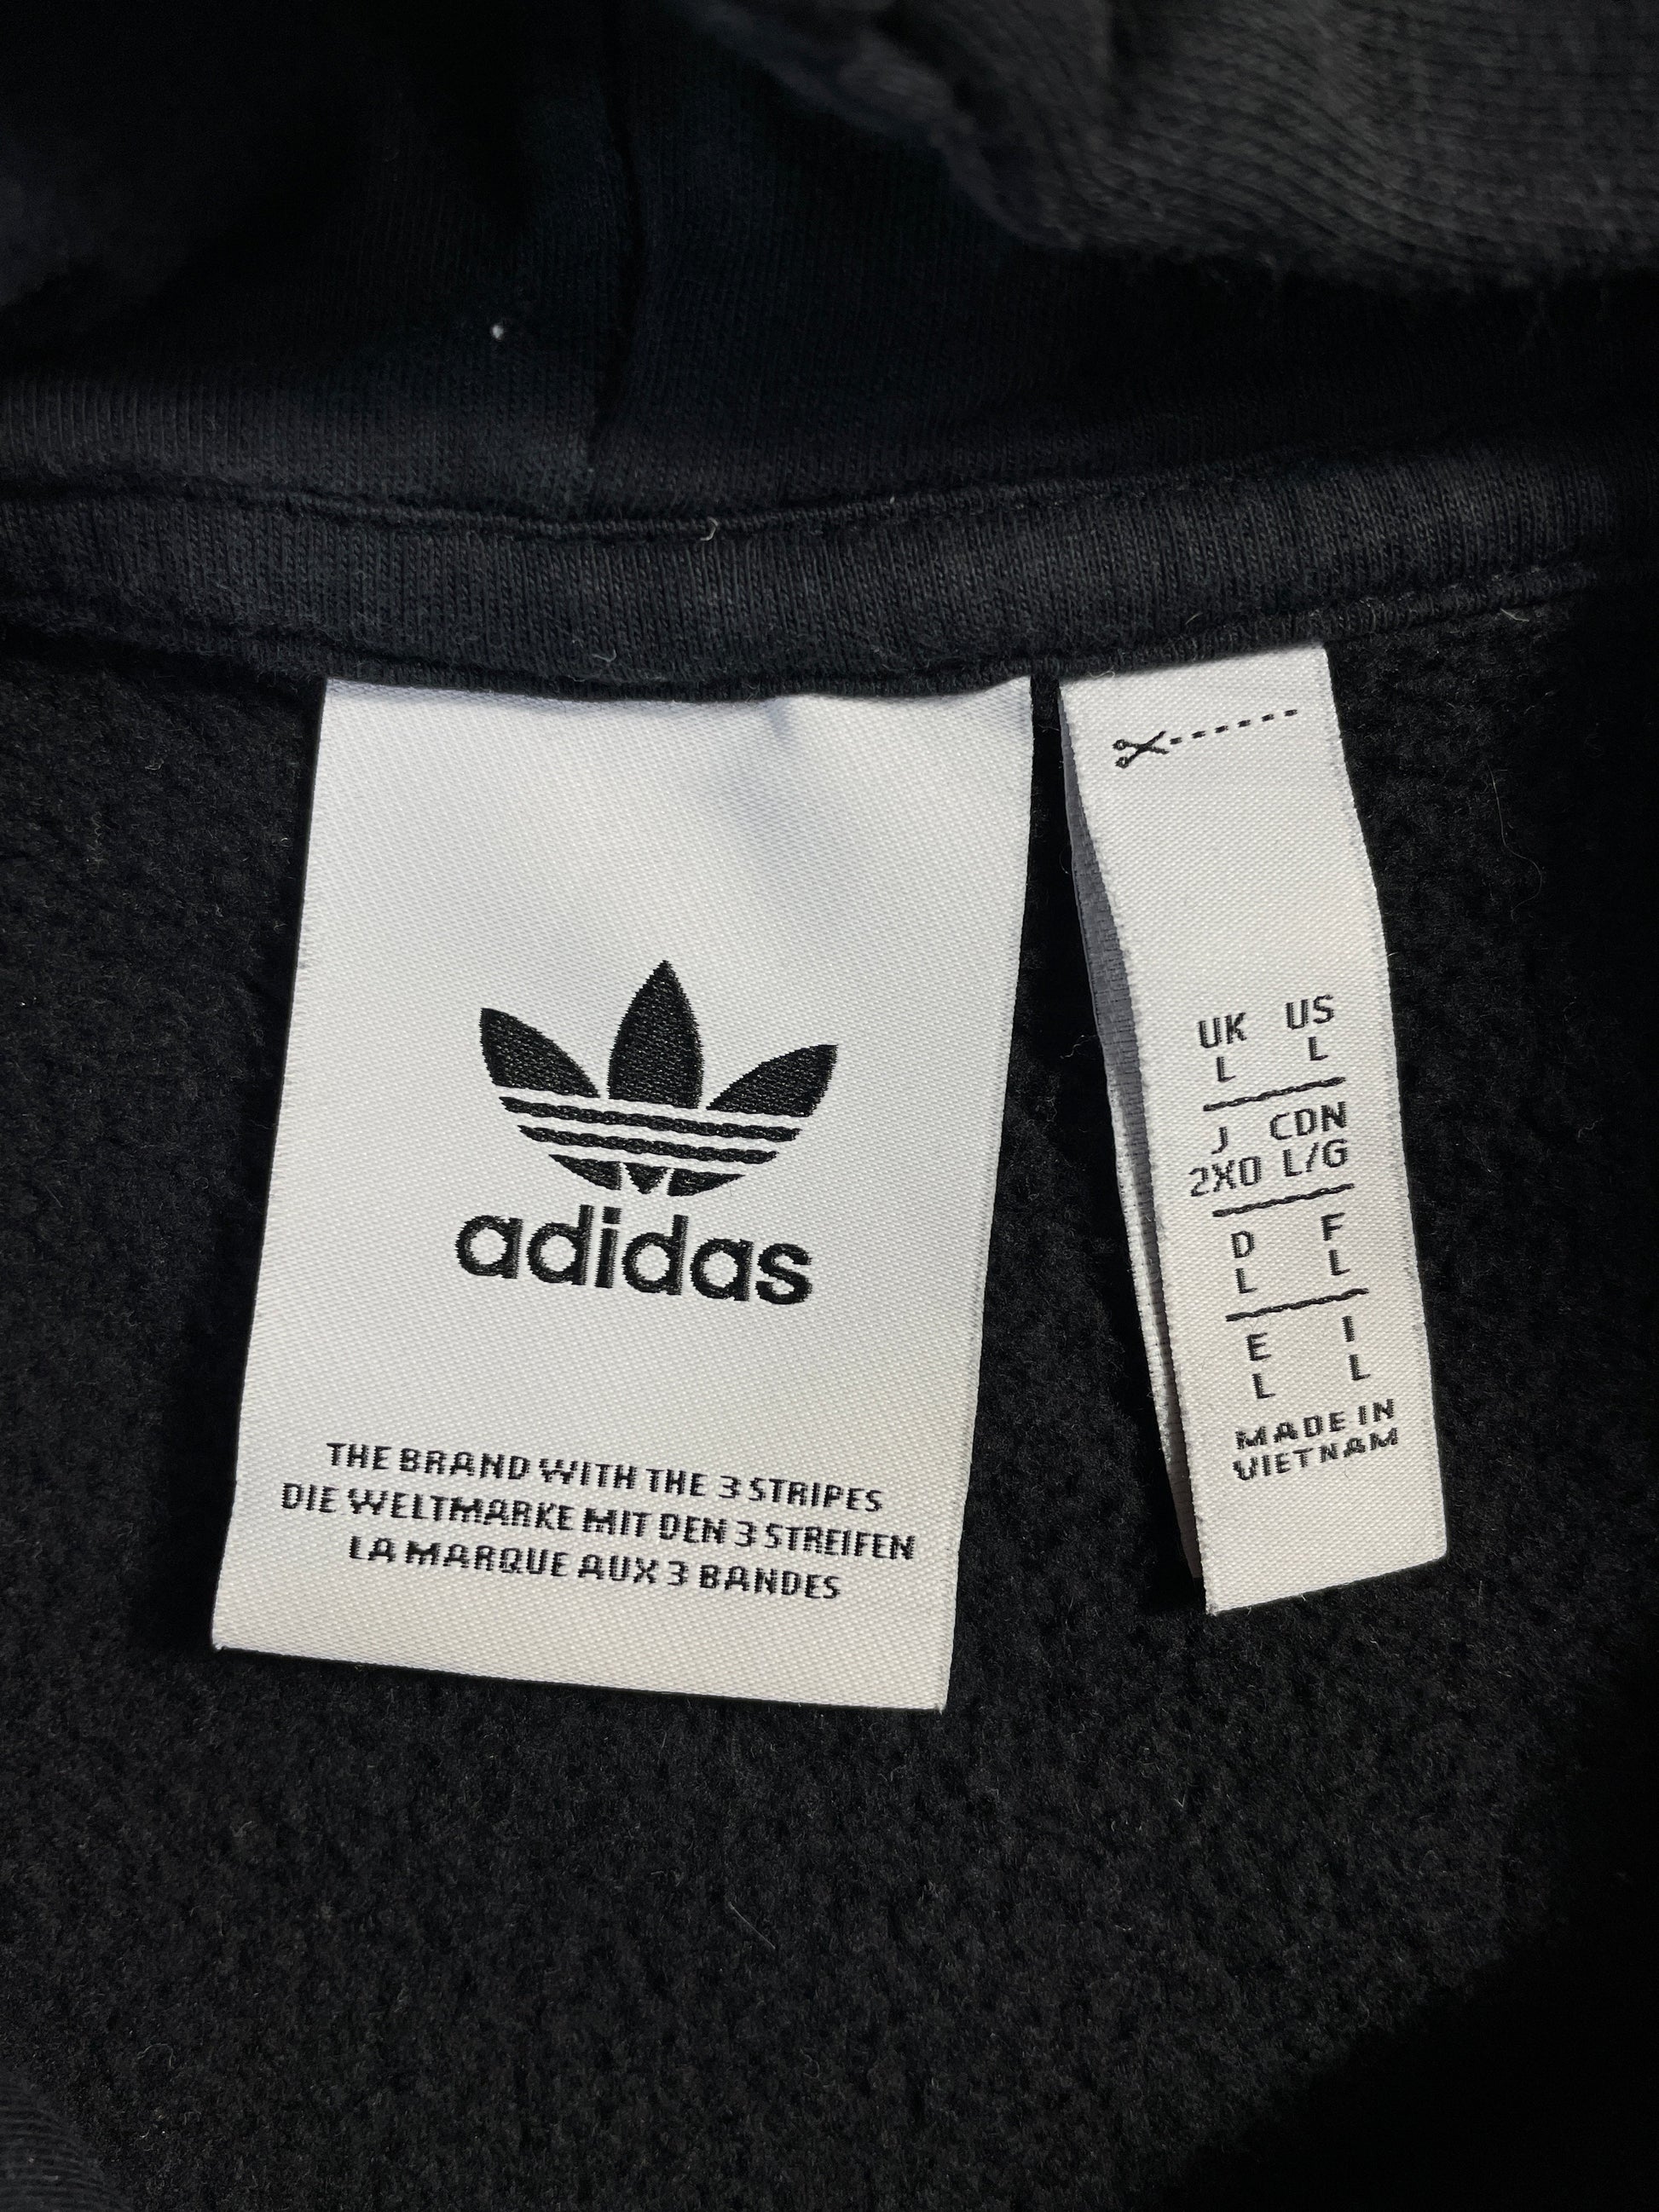 adidas
THE BRAND WITH THE 3 STRIPES
DIE WELTMARKE MIT DEN 3 STREIFEN
LA MARQUE AUX 3 BANDES
UK US
L L
J CDN
2XO L/G
D F
L L
E I
L L
MADE IN
VIETNAM